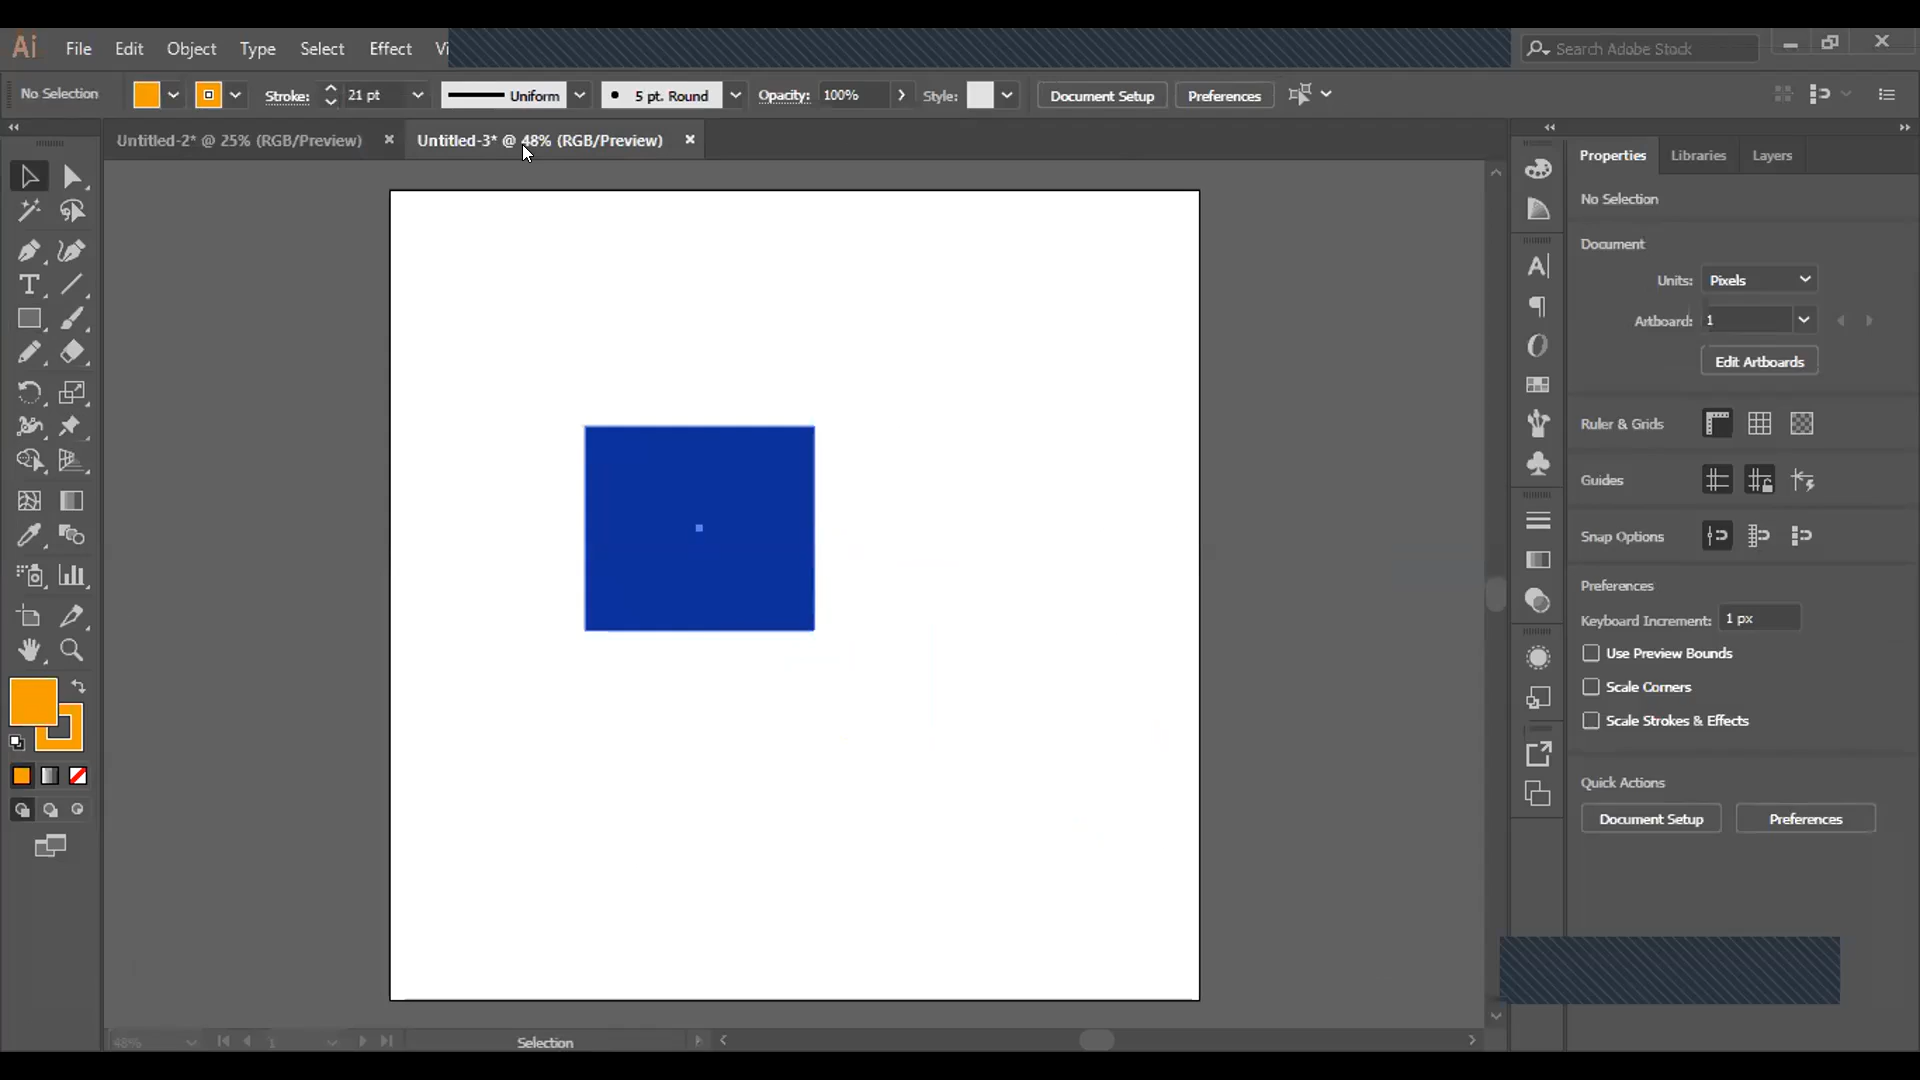 Ai File Edit Object Type Select Effect Vi
Search Adobe Stock
No Selection Stroke: 21 pt Uniform 5 pt. Round Opacity: 100% Style: Document Setup Preferences
Untitled-2* @ 25% (RGB/Preview) × Untitled-3* @ 48% (RGB/Preview) ×
Properties Libraries Layers
No Selection
Document
Units: Pixels
Artboard: 1
Edit Artboards
Ruler & Grids
Guides
Snap Options
Preferences
Keyboard Increment: 1 px
Use Preview Bounds
Scale Corners
Scale Strokes & Effects
Quick Actions
Document Setup Preferences
48% 1 Selection